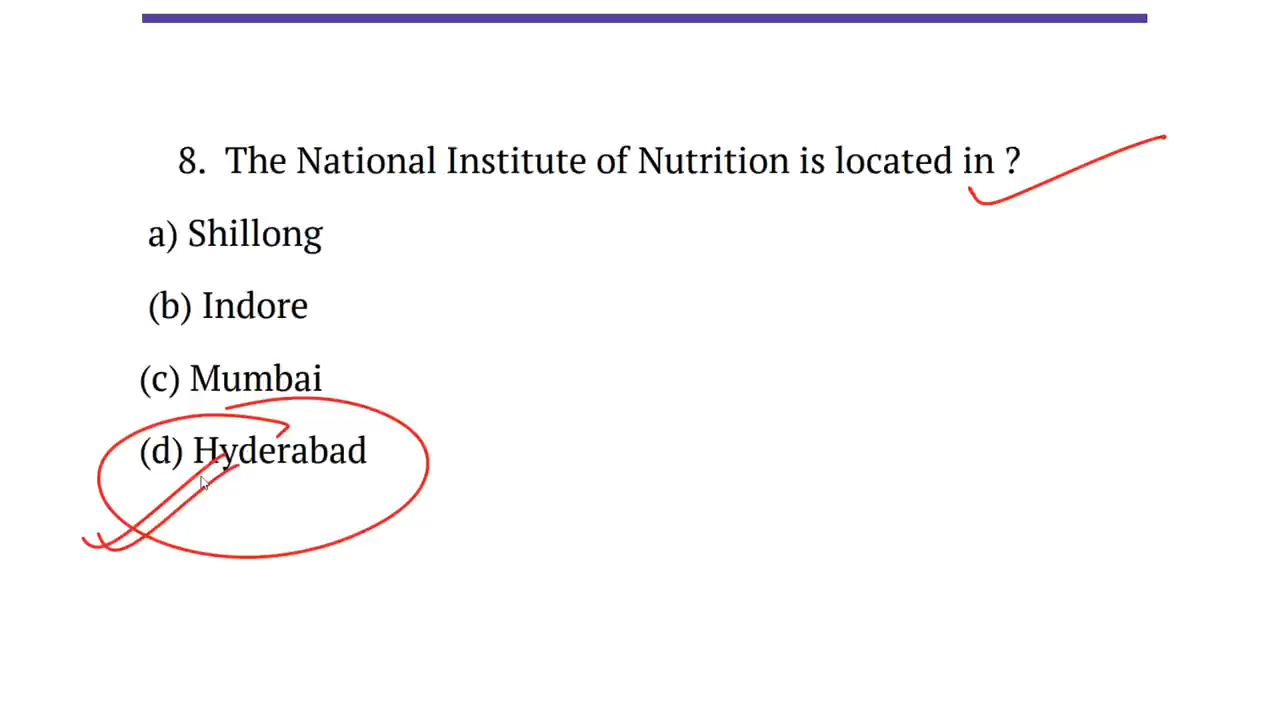 8. The National Institute of Nutrition is located in ?
a) Shillong
(b) Indore
(c) Mumbai
(d) Hyderabad